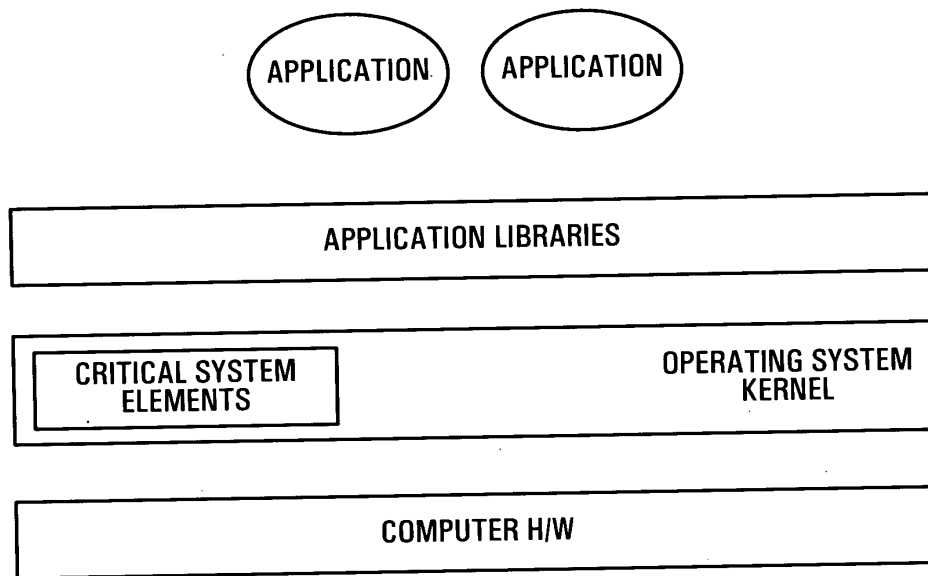 APPLICATION
APPLICATION
APPLICATION LIBRARIES
CRITICAL SYSTEM
ELEMENTS
OPERATING SYSTEM
KERNEL
COMPUTER H/W